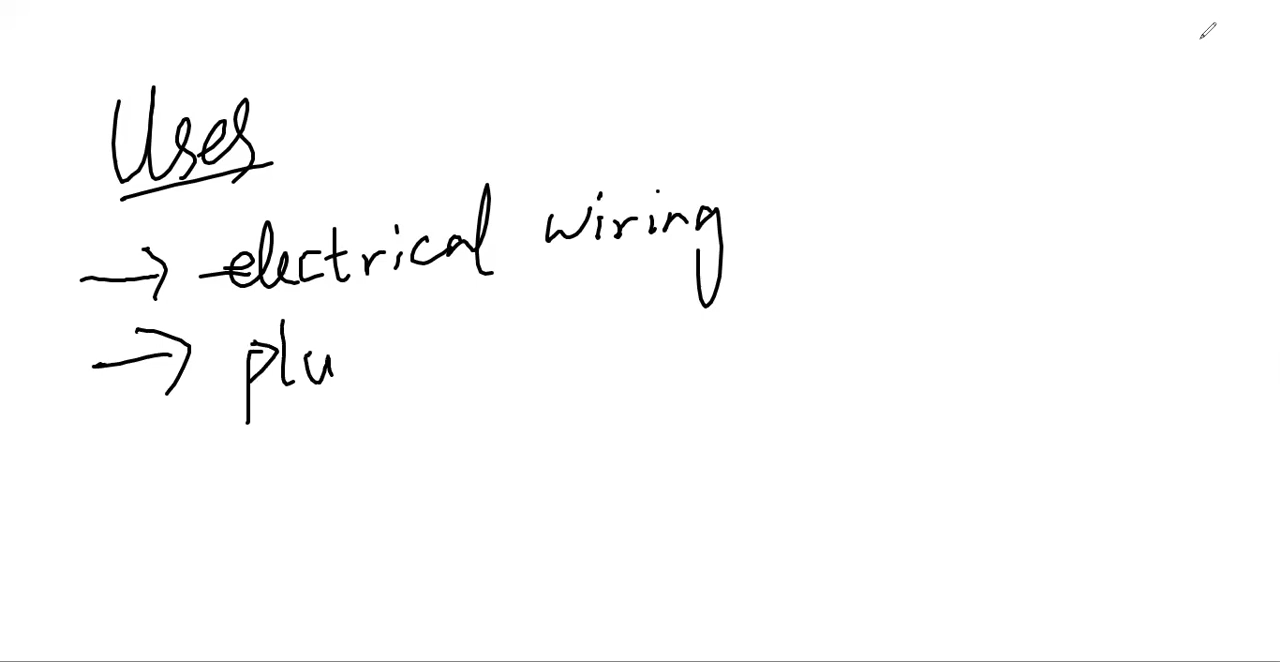 Uses
→ electrical wiring
→ plu